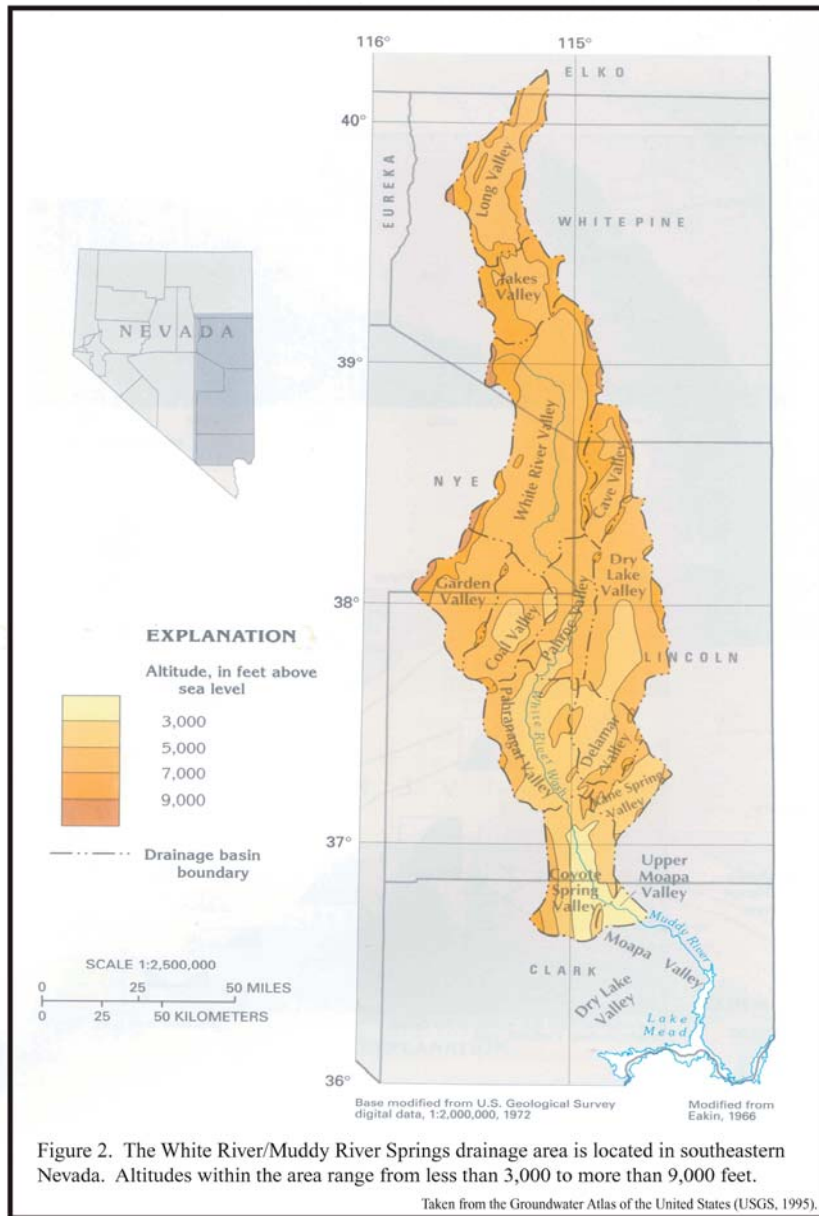 116°
115°
ELKO
40°
EUREKA
Long Valley
WHITE PINE
Jakes
Valley
NEVADA
39°
White River Valley
Cave Valley
NYE
Dry
Lake
Valley
Garden
Valley
38°
Coal Valley
Pahroc Valley
LINCOLN
EXPLANATION
Altitude, in feet above
sea level
3,000
5,000
7,000
9,000
Drainage basin
boundary
Pahranagat Valley
White River Wash
Delamar
Valley
Kane Spring
Valley
37°
Coyote
Spring
Valley
Upper
Moapa
Valley
Muddy River
Moapa Valley
SCALE 1:2,500,000
0 25 50 MILES
0 25 50 KILOMETERS
CLARK
Dry Lake
Valley
Lake
Mead
36°
Base modified from U.S. Geological Survey
digital data, 1:2,000,000, 1972
Modified from
Eakin, 1966
Figure 2. The White River/Muddy River Springs drainage area is located in southeastern
Nevada. Altitudes within the area range from less than 3,000 to more than 9,000 feet.
Taken from the Groundwater Atlas of the United States (USGS, 1995).